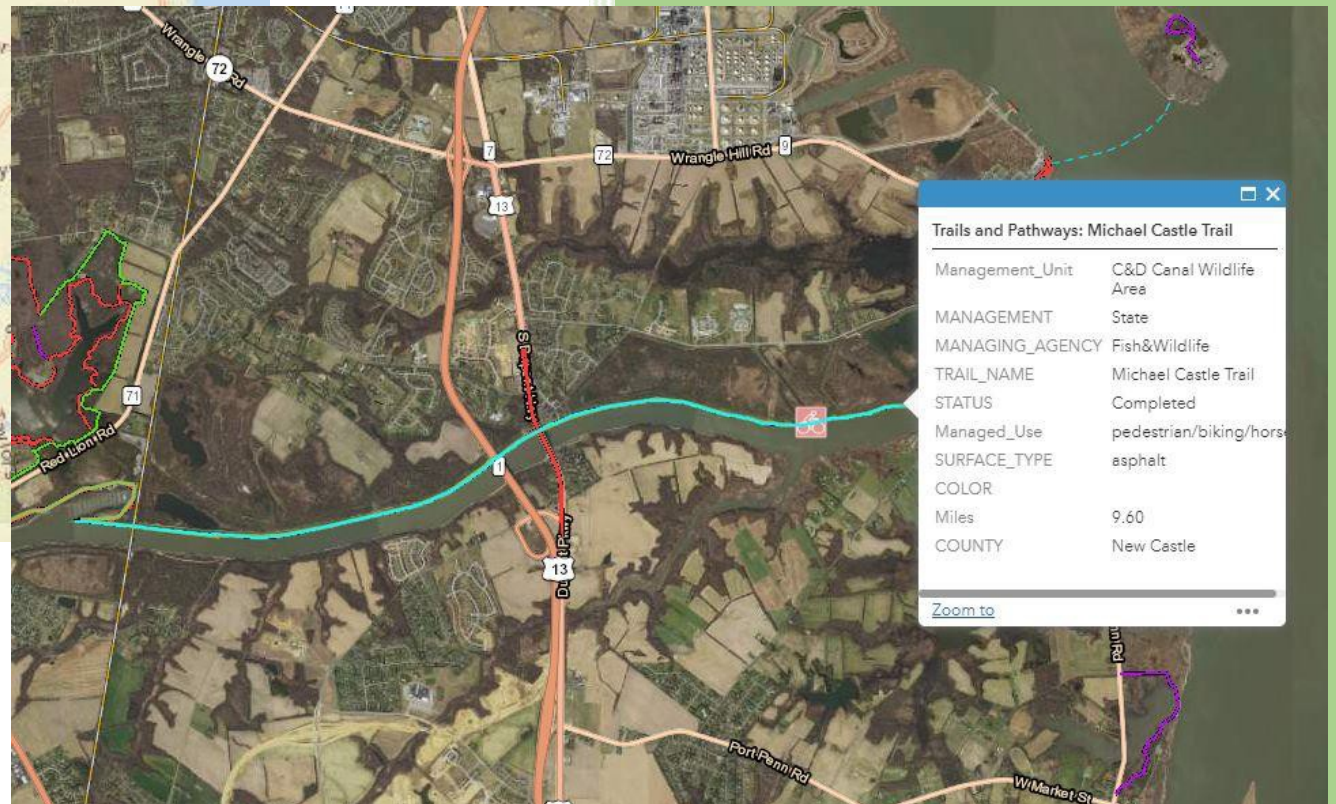 Wrangle
Rd
72
7
72
Wrangle Hill Rd
9
13
71
Red Lion Rd
S D
1
13
Port Penn Rd
W Market St
nn Rd
Trails and Pathways: Michael Castle Trail
Management_Unit C&D Canal Wildlife
Area
MANAGEMENT State
MANAGING_AGENCY Fish&Wildlife
TRAIL_NAME Michael Castle Trail
STATUS Completed
Managed_Use pedestrian/biking/hors
SURFACE_TYPE asphalt
COLOR
Miles 9.60
COUNTY New Castle
Zoom to